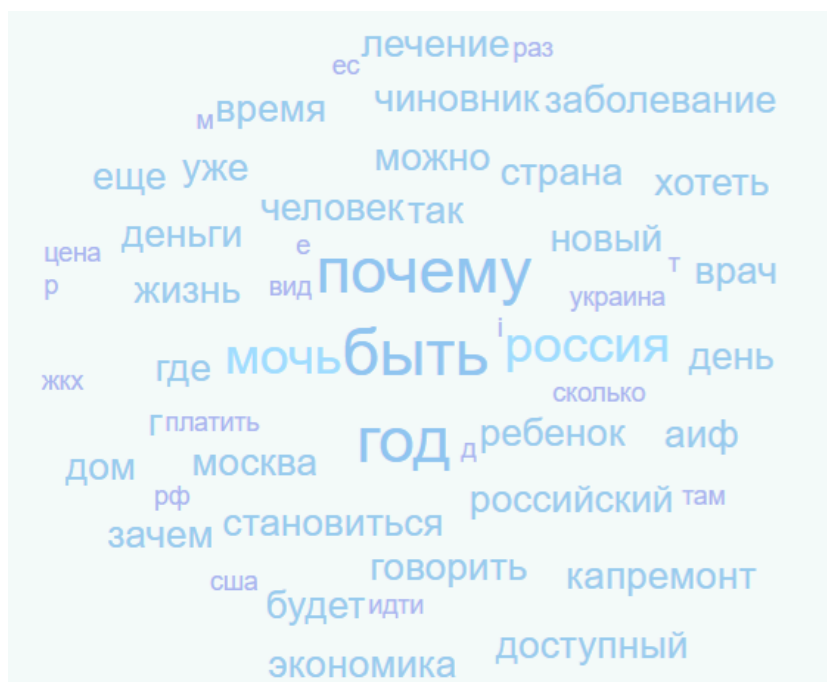 лечение раз
ес
м время чиновник заболевание
еще уже можно страна хотеть
человек так
цена деньги е почему новый т врач
р жизнь вид украина
жкх где мочь быть і россия день
сколько
г платить год д ребенок аиф
дом москва
рф российский там
зачем становиться
сша говорить капремонт
будет идти
экономика доступный